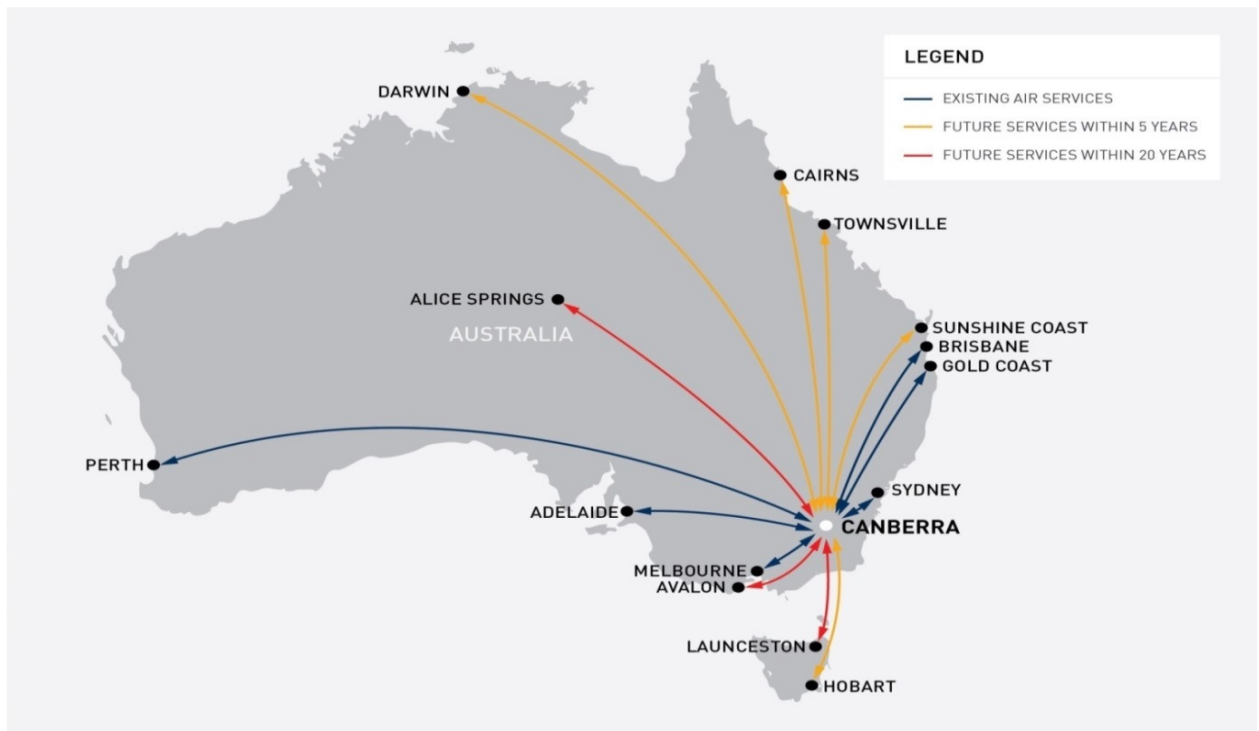 LEGEND
EXISTING AIR SERVICES
FUTURE SERVICES WITHIN 5 YEARS
FUTURE SERVICES WITHIN 20 YEARS
DARWIN
CAIRNS
TOWNSVILLE
ALICE SPRINGS
AUSTRALIA
SUNSHINE COAST
BRISBANE
GOLD COAST
PERTH
SYDNEY
ADELAIDE
CANBERRA
MELBOURNE
AVALON
LAUNCESTON
HOBART